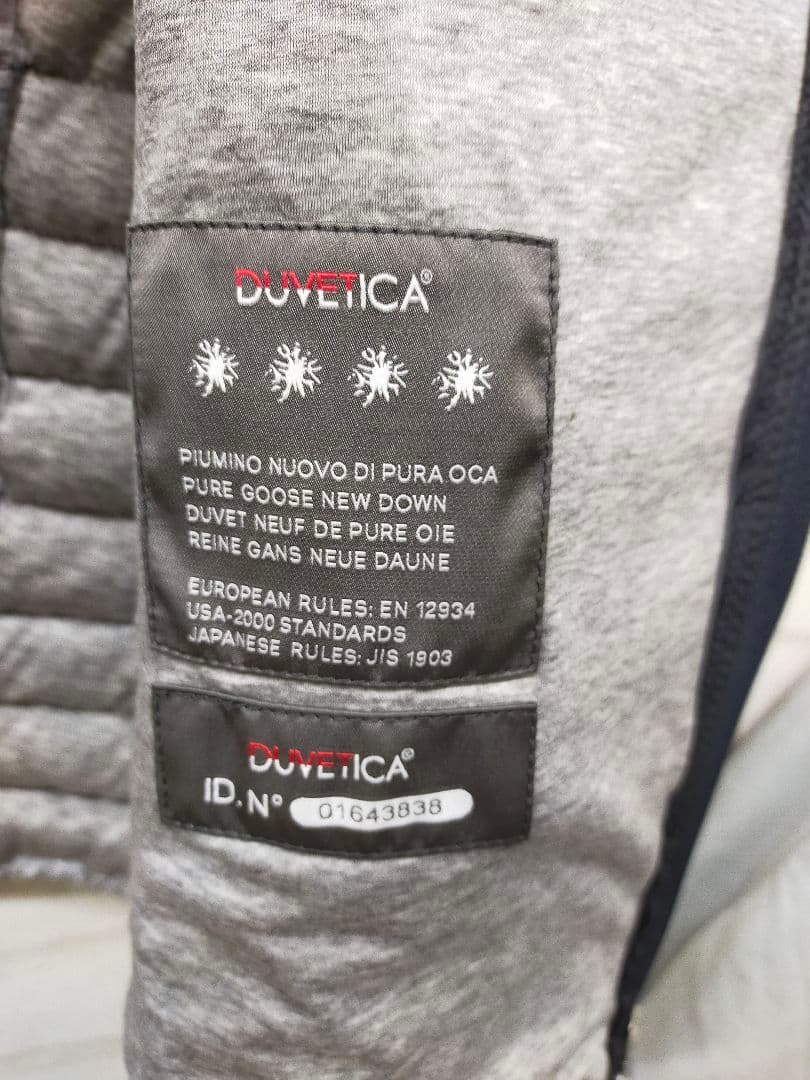 DUVETICA®
PIUMINO NUOVO DI PURA OCA
PURE GOOSE NEW DOWN
DUVET NEUF DE PURE OIE
REINE GANS NEUE DAUNE
EUROPEAN RULES: EN 12934
USA-2000 STANDARDS
JAPANESE RULES: JIS 1903
DUVETICA®
ID. N° 01643838